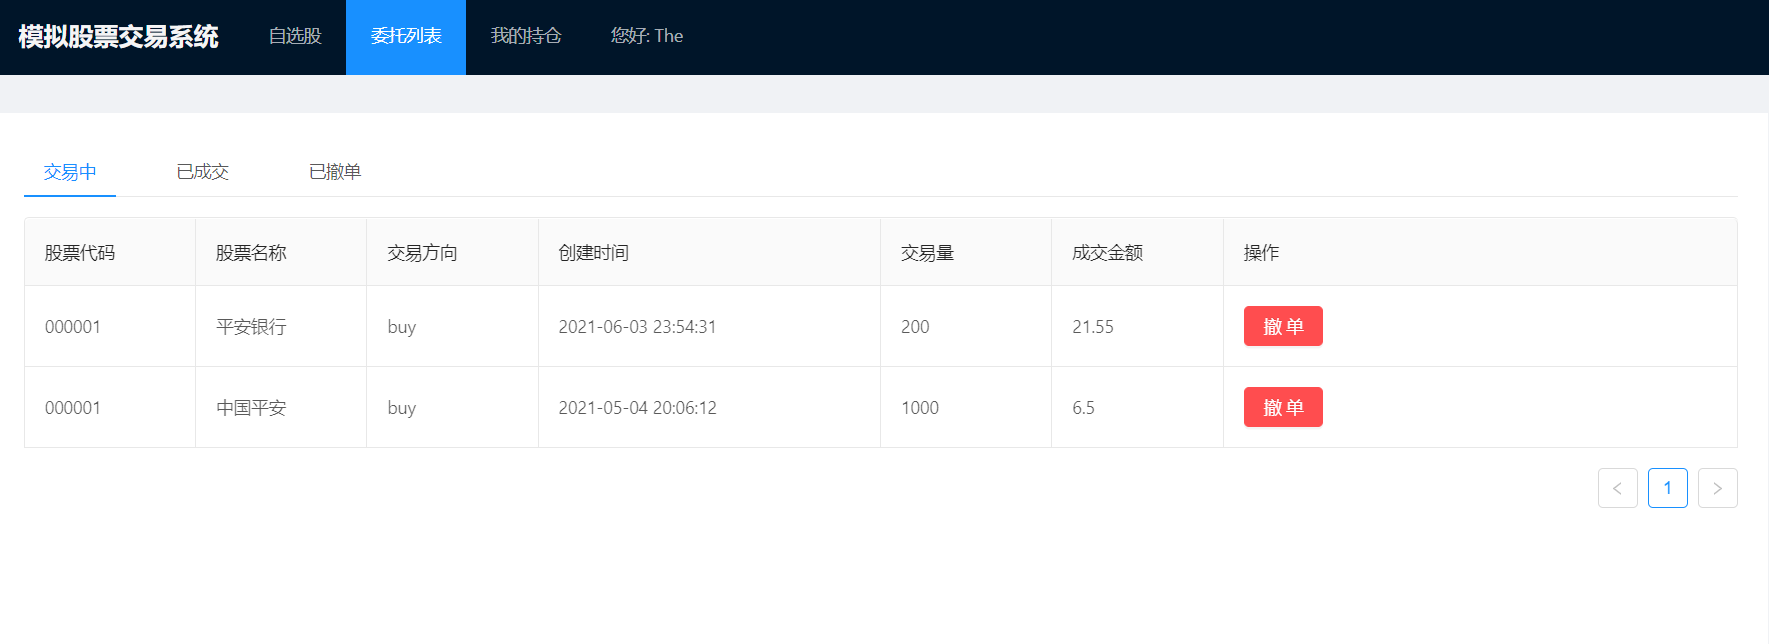 模拟股票交易系统 自选股 委托列表 我的持仓 您好: The
交易中 已成交 已撤单
股票代码 股票名称 交易方向 创建时间 交易量 成交金额 操作
000001 平安银行 buy 2021-06-03 23:54:31 200 21.55 撤 单
000001 中国平安 buy 2021-05-04 20:06:12 1000 6.5 撤 单
< 1 >